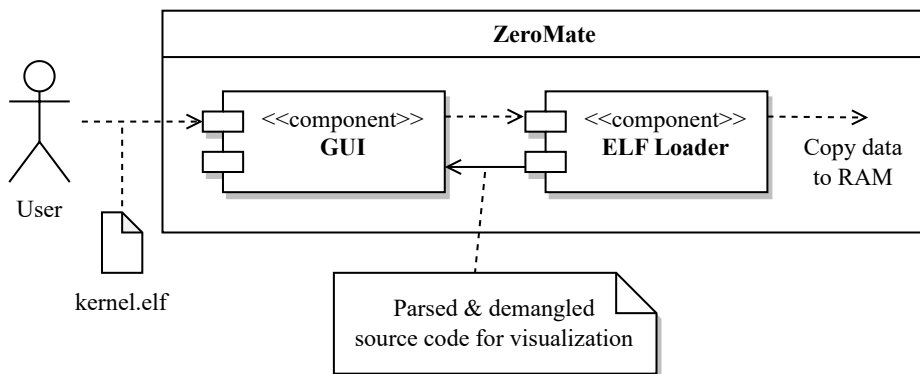 ZeroMate
<<component>>
GUI
<<component>>
ELF Loader
Copy data
to RAM
User
kernel.elf
Parsed & demangled
source code for visualization